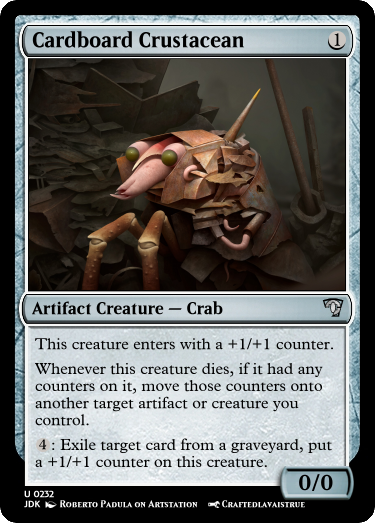 Cardboard Crustacean 1
Artifact Creature — Crab
This creature enters with a +1/+1 counter.
Whenever this creature dies, if it had any
counters on it, move those counters onto
another target artifact or creature you
control.
4 : Exile target card from a graveyard, put
a +1/+1 counter on this creature.
0/0
U 0232
JDK Roberto Padula on Artstation Craftedlavaistrue